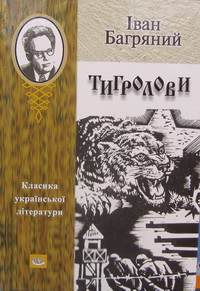 Іван
Багряний
ТИГРОЛОВИ
Класика
української
літератури